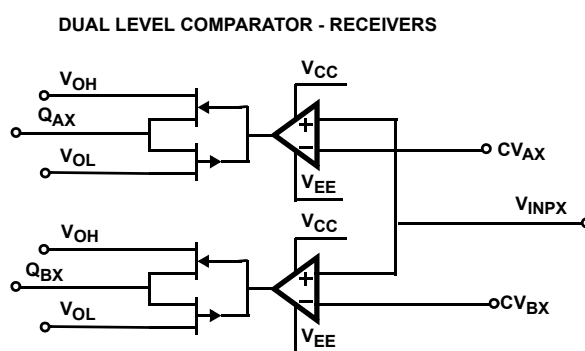 DUAL LEVEL COMPARATOR - RECEIVERS
VOH
VCC
QAX
+
−
VOL
CVAX
VEE
VINPX
VOH
VCC
QBX
+
−
VOL
CVBX
VEE